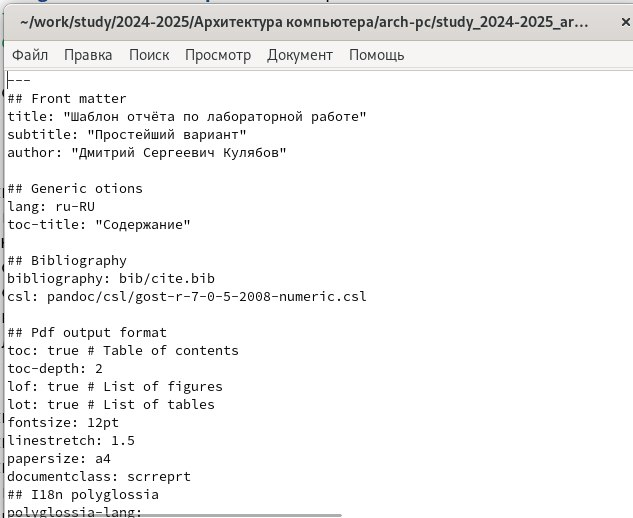 ~/work/study/2024-2025/Архитектура компьютера/arch-pc/study_2024-2025_ar...
Файл Правка Поиск Просмотр Документ Помощь
---
## Front matter
title: "Шаблон отчёта по лабораторной работе"
subtitle: "Простейший вариант"
author: "Дмитрий Сергеевич Кулябов"
## Generic otions
lang: ru-RU
toc-title: "Содержание"
## Bibliography
bibliography: bib/cite.bib
csl: pandoc/csl/gost-r-7-0-5-2008-numeric.csl
## Pdf output format
toc: true # Table of contents
toc-depth: 2
lof: true # List of figures
lot: true # List of tables
fontsize: 12pt
linestretch: 1.5
papersize: a4
documentclass: scrreprt
## I18n polyglossia
polyglossia-lang: